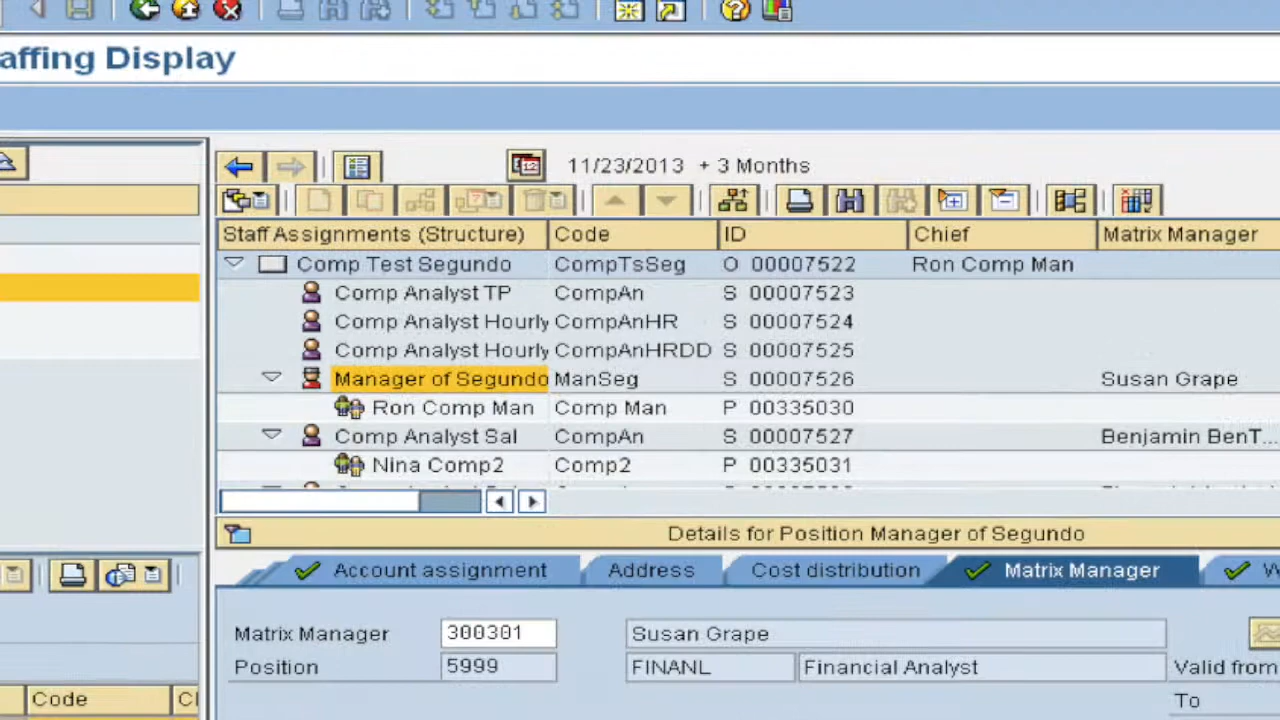 affing Display
11/23/2013 + 3 Months
Staff Assignments (Structure) Code ID Chief Matrix Manager
Comp Test Segundo CompTsSeg O 00007522 Ron Comp Man
Comp Analyst TP CompAn S 00007523
Comp Analyst Hourly CompAnHR S 00007524
Comp Analyst Hourly CompAnHRDD S 00007525
Manager of Segundo ManSeg S 00007526 Susan Grape
Ron Comp Man Comp Man P 00335030
Comp Analyst Sal CompAn S 00007527 Benjamin BenT...
Nina Comp2 Comp2 P 00335031
Details for Position Manager of Segundo
Account assignment Address Cost distribution Matrix Manager W
Matrix Manager 300301 Susan Grape
Position 5999 FINANL Financial Analyst Valid from
To
Code Cl